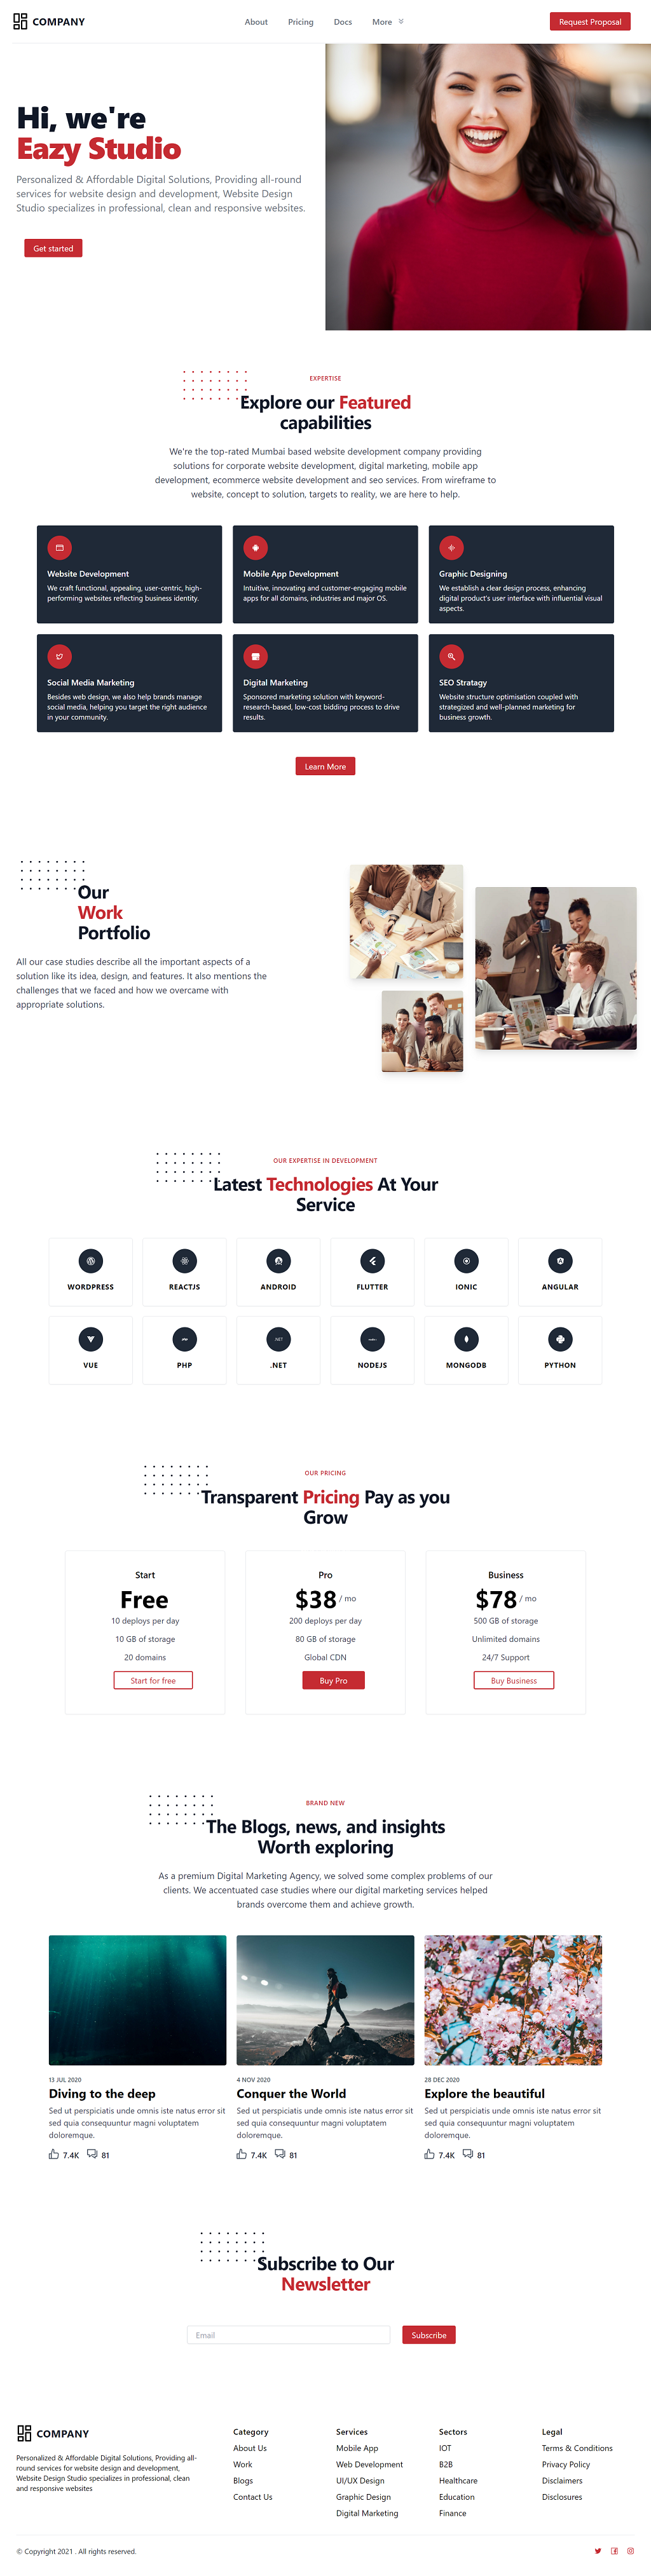 COMPANY
About Pricing Docs More
Request Proposal
Hi, we're
Eazy Studio
Personalized & Affordable Digital Solutions, Providing all-round
services for website design and development, Website Design
Studio specializes in professional, clean and responsive websites.
Get started
EXPERTISE
Explore our Featured
capabilities
We're the top-rated Mumbai based website development company providing
solutions for corporate website development, digital marketing, mobile app
development, ecommerce website development and seo services. From wireframe to
website, concept to solution, targets to reality, we are here to help.
Website Development
We craft functional, appealing, user-centric, high-
performing websites reflecting business identity.
Mobile App Development
Intuitive, innovating and customer-engaging mobile
apps for all domains, industries and major OS.
Graphic Designing
We establish a clear design process, enhancing
digital product's user interface with influential visual
aspects.
Social Media Marketing
Besides web design, we also help brands manage
social media, helping you target the right audience
in your community.
Digital Marketing
Sponsored marketing solution with keyword-
research-based, low-cost bidding process to drive
results.
SEO Stratagy
Website structure optimisation coupled with
strategized and well-planned marketing for
business growth.
Learn More
Our
Work
Portfolio
All our case studies describe all the important aspects of a
solution like its idea, design, and features. It also mentions the
challenges that we faced and how we overcame with
appropriate solutions.
OUR EXPERTISE IN DEVELOPMENT
Latest Technologies At Your
Service
WORDPRESS
REACTJS
ANDROID
FLUTTER
IONIC
ANGULAR
VUE
PHP
.NET
.NET
NODEJS
MONGODB
PYTHON
OUR PRICING
Transparent Pricing Pay as you
Grow
Start
Free
10 deploys per day
10 GB of storage
20 domains
Start for free
Pro
$38 / mo
200 deploys per day
80 GB of storage
Global CDN
Buy Pro
Business
$78 / mo
500 GB of storage
Unlimited domains
24/7 Support
Buy Business
BRAND NEW
The Blogs, news, and insights
Worth exploring
As a premium Digital Marketing Agency, we solved some complex problems of our
clients. We accentuated case studies where our digital marketing services helped
brands overcome them and achieve growth.
13 JUL 2020
Diving to the deep
Sed ut perspiciatis unde omnis iste natus error sit
sed quia consequuntur magni voluptatem
doloremque.
7.4K 81
4 NOV 2020
Conquer the World
Sed ut perspiciatis unde omnis iste natus error sit
sed quia consequuntur magni voluptatem
doloremque.
7.4K 81
28 DEC 2020
Explore the beautiful
Sed ut perspiciatis unde omnis iste natus error sit
sed quia consequuntur magni voluptatem
doloremque.
7.4K 81
Subscribe to Our
Newsletter
Email
Subscribe
COMPANY
Personalized & Affordable Digital Solutions, Providing all-
round services for website design and development,
Website Design Studio specializes in professional, clean
and responsive websites
Category
About Us
Work
Blogs
Contact Us
Services
Mobile App
Web Development
UI/UX Design
Graphic Design
Digital Marketing
Sectors
IOT
B2B
Healthcare
Education
Finance
Legal
Terms & Conditions
Privacy Policy
Disclaimers
Disclosures
© Copyright 2021 . All rights reserved.